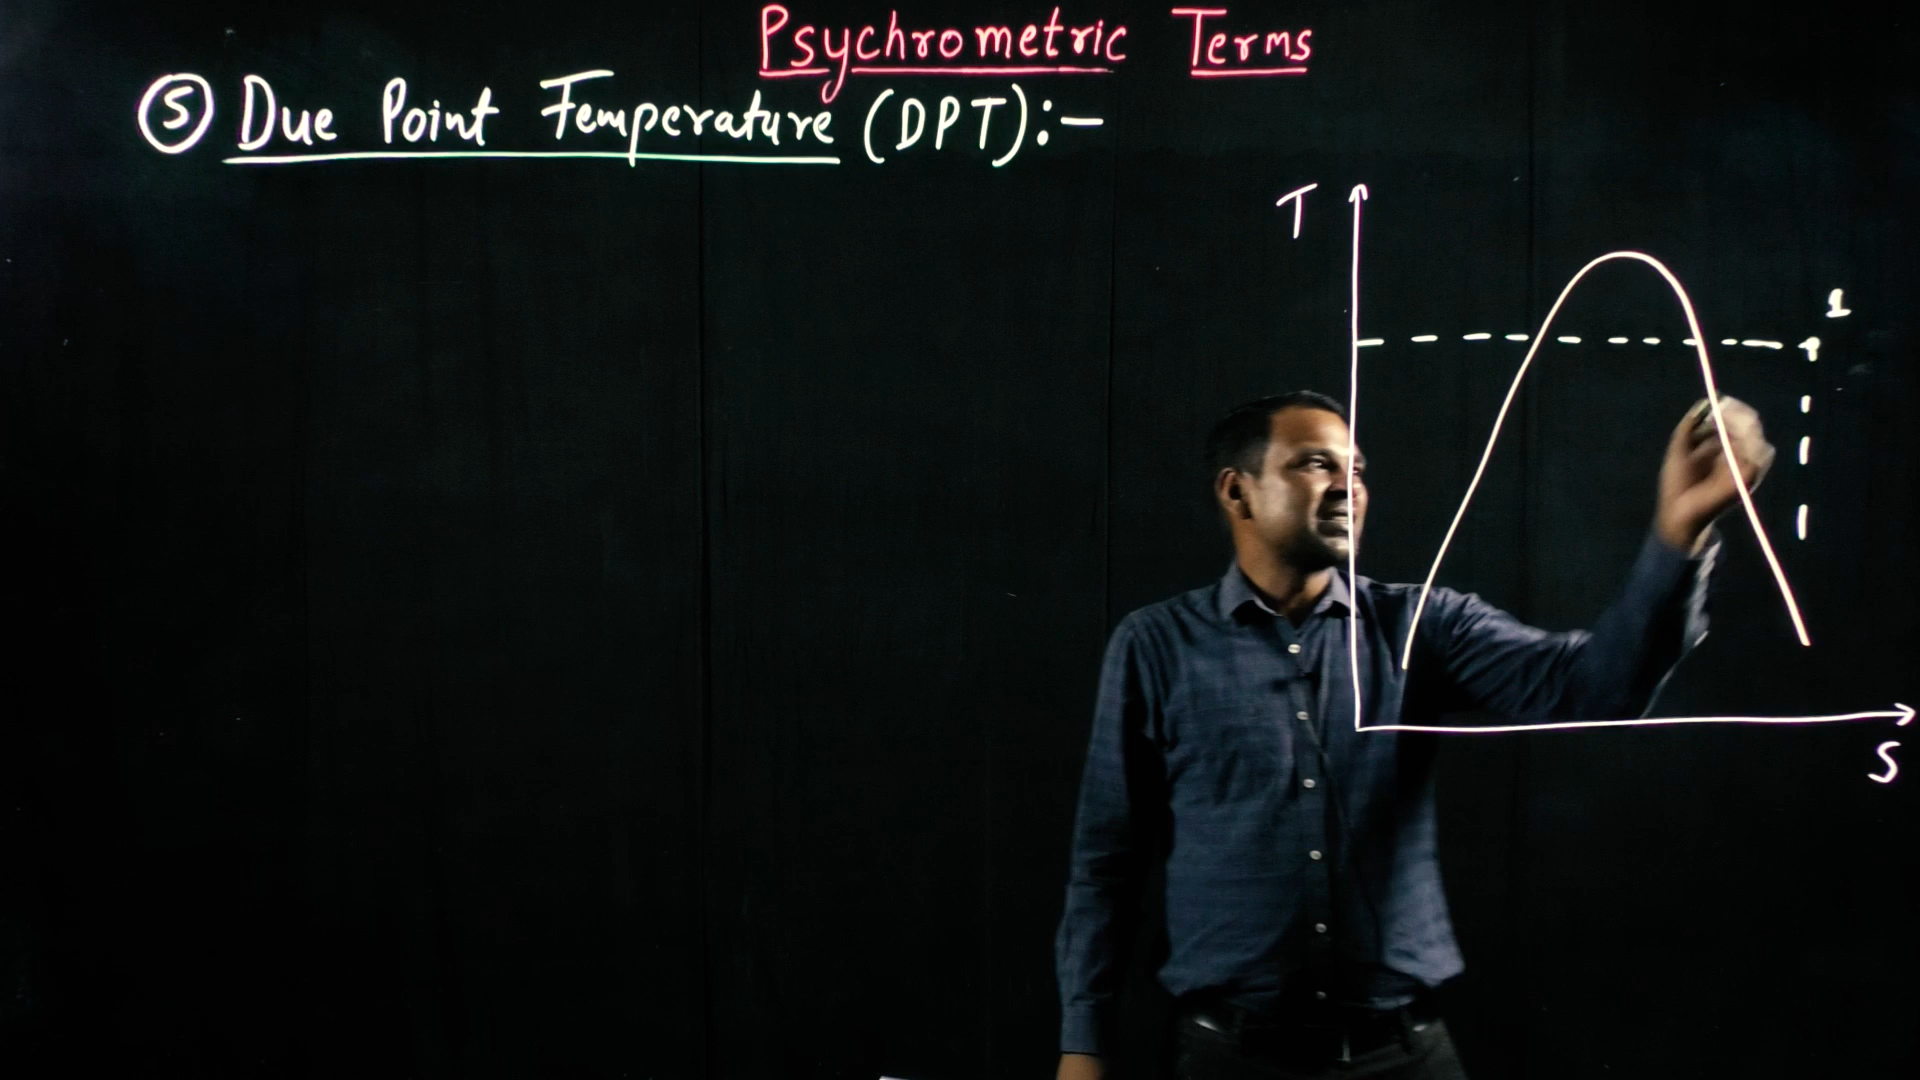 Psychrometric Terms
⑤ Due Point Temperature (DPT):-
T
1
S